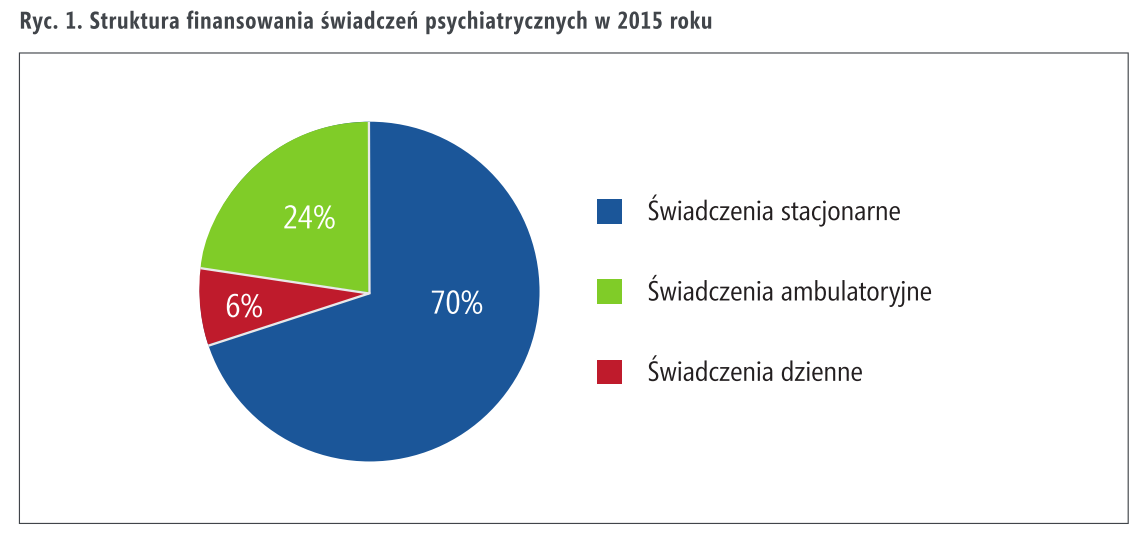 Ryc. 1. Struktura finansowania świadczeń psychiatrycznych w 2015 roku
24%
6%
70%
Świadczenia stacjonarne
Świadczenia ambulatoryjne
Świadczenia dzienne